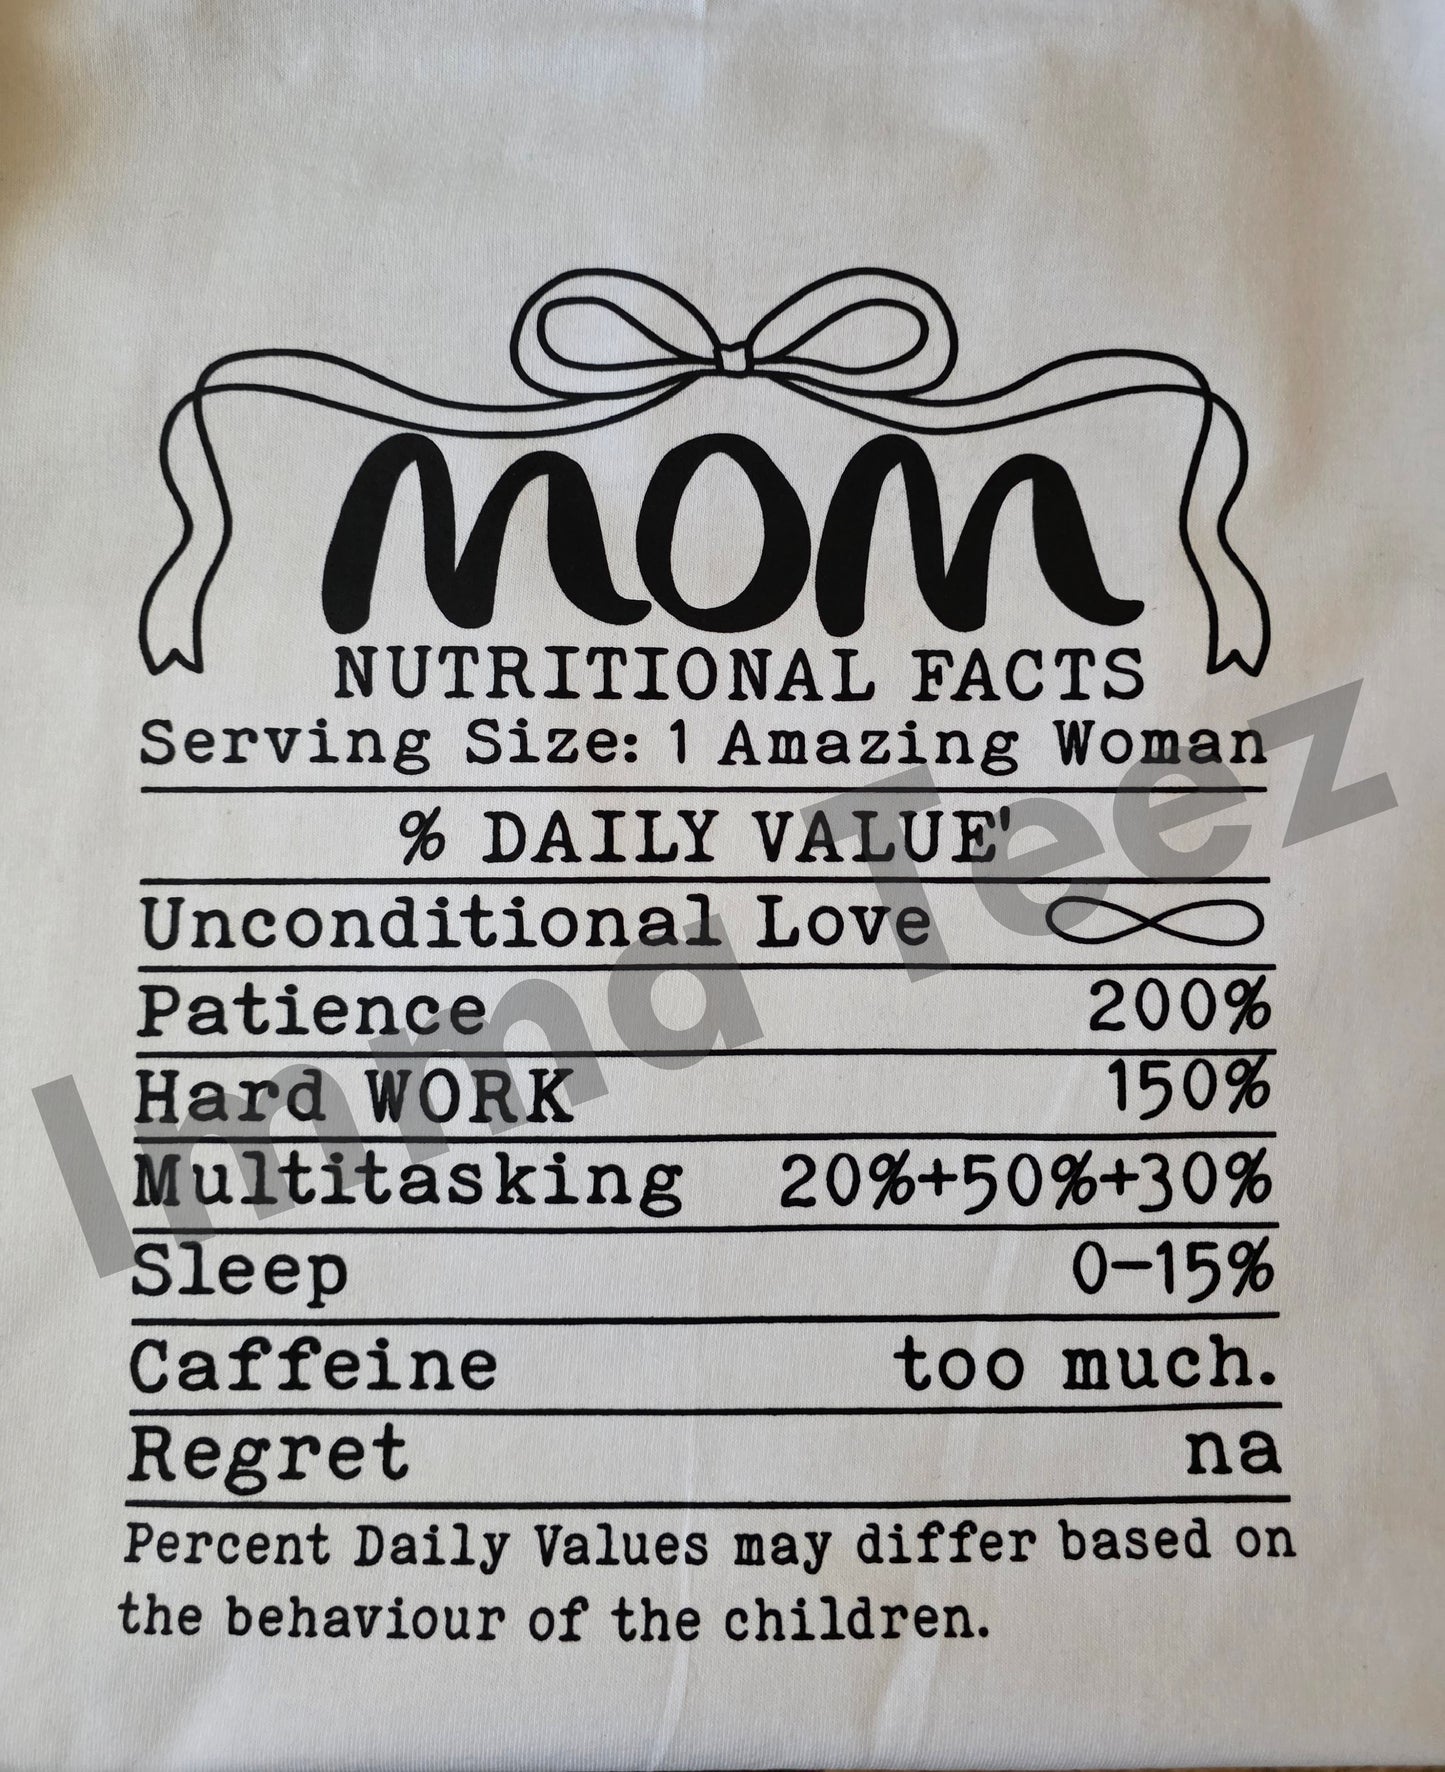 mom
NUTRITIONAL FACTS
Serving Size: 1 Amazing Woman
% DAILY VALUE'
Unconditional Love ∞
Patience 200%
Hard WORK 150%
Multitasking 20%+50%+30%
Sleep 0-15%
Caffeine too much.
Regret na
Percent Daily Values may differ based on
the behaviour of the children.
Imma Teez